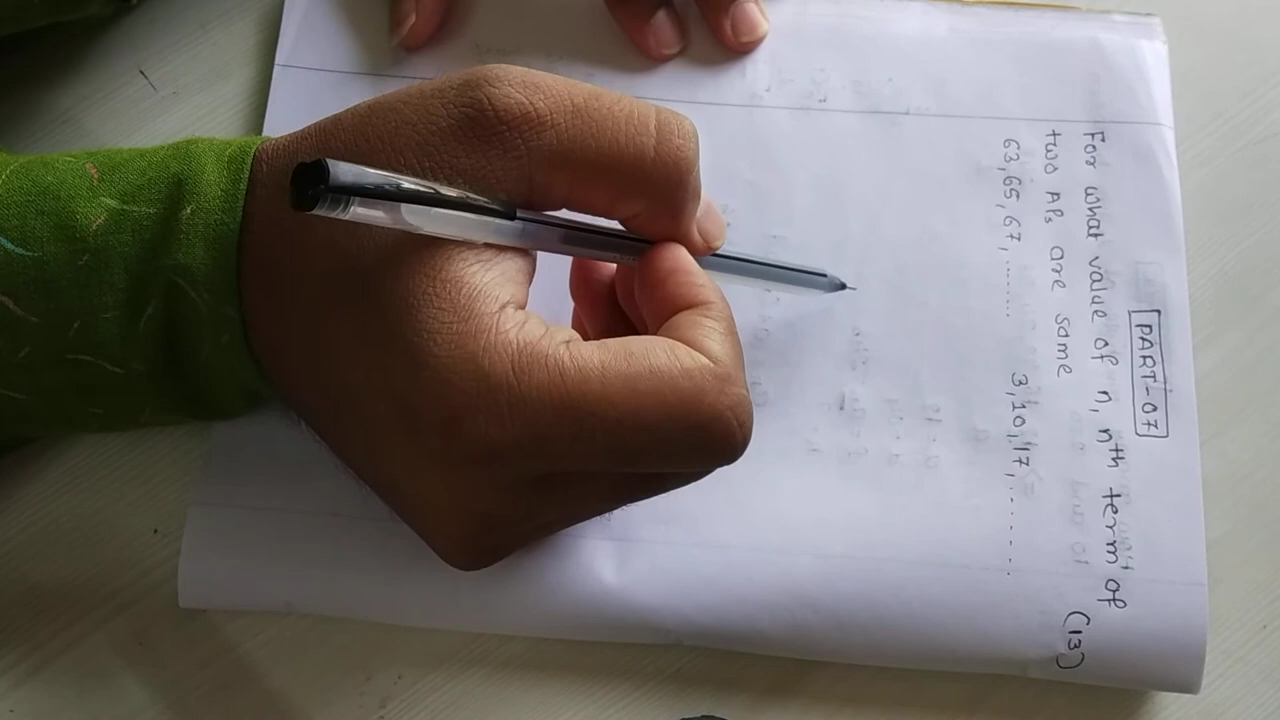 PART-07
For what value of n, nth term of
two APs are same (13)
63, 65, 67, ....... 3, 10, 17, .......